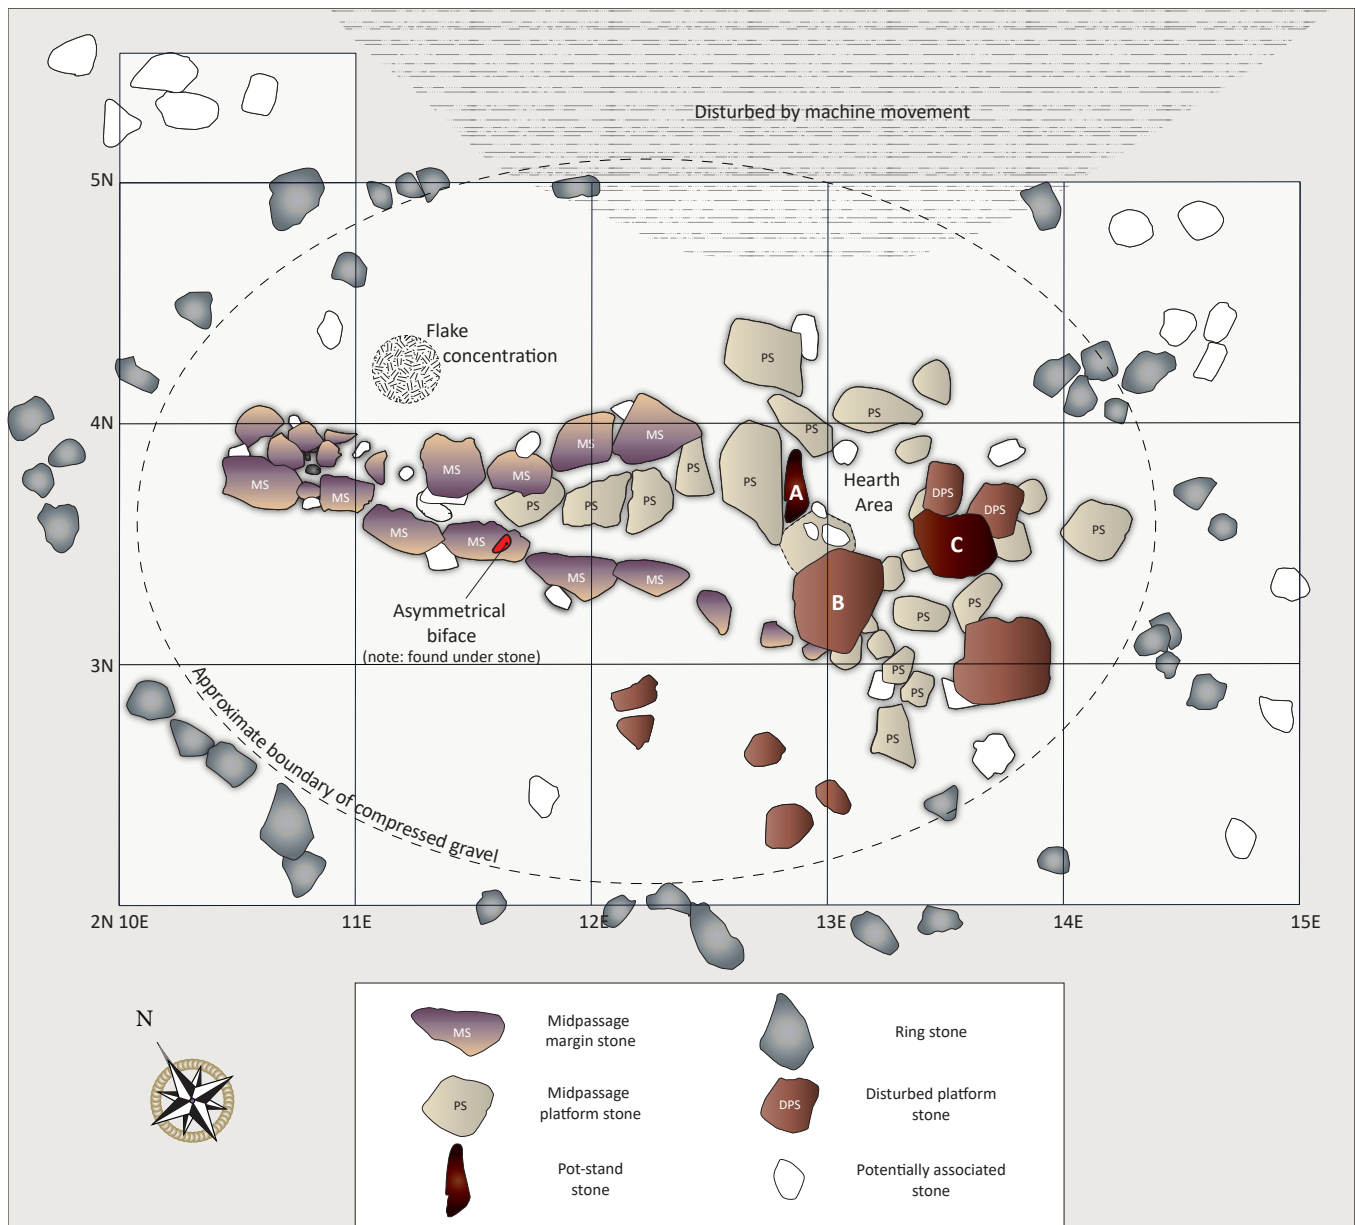 Disturbed by machine movement
5N
Flake
concentration
PS
PS
PS
4N
MS
MS
MS
MS
PS
PS
A
Hearth
Area
DPS
DPS
MS
MS
PS
PS
PS
PS
MS
MS
C
MS
MS
B
PS
PS
Asymmetrical
biface
(note: found under stone)
3N
PS
PS
PS
Approximate boundary of compressed gravel
2N 10E
11E
12E
13E
14E
15E
N
MS
Midpassage
margin stone
Ring stone
PS
Midpassage
platform stone
DPS
Disturbed platform
stone
Pot-stand
stone
Potentially associated
stone